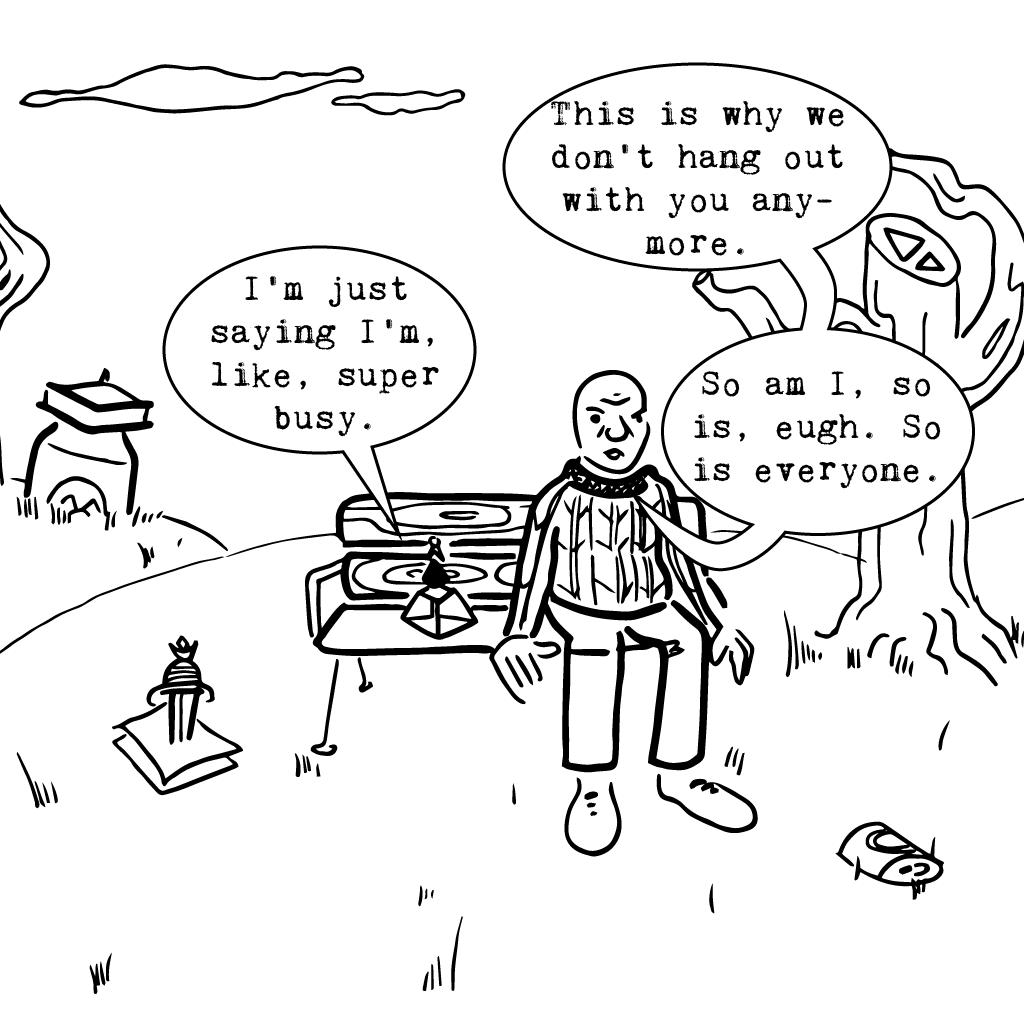 This is why we
don't hang out
with you any-
more.
I'm just
saying I'm,
like, super
busy.
So am I, so
is, eugh. So
is everyone.